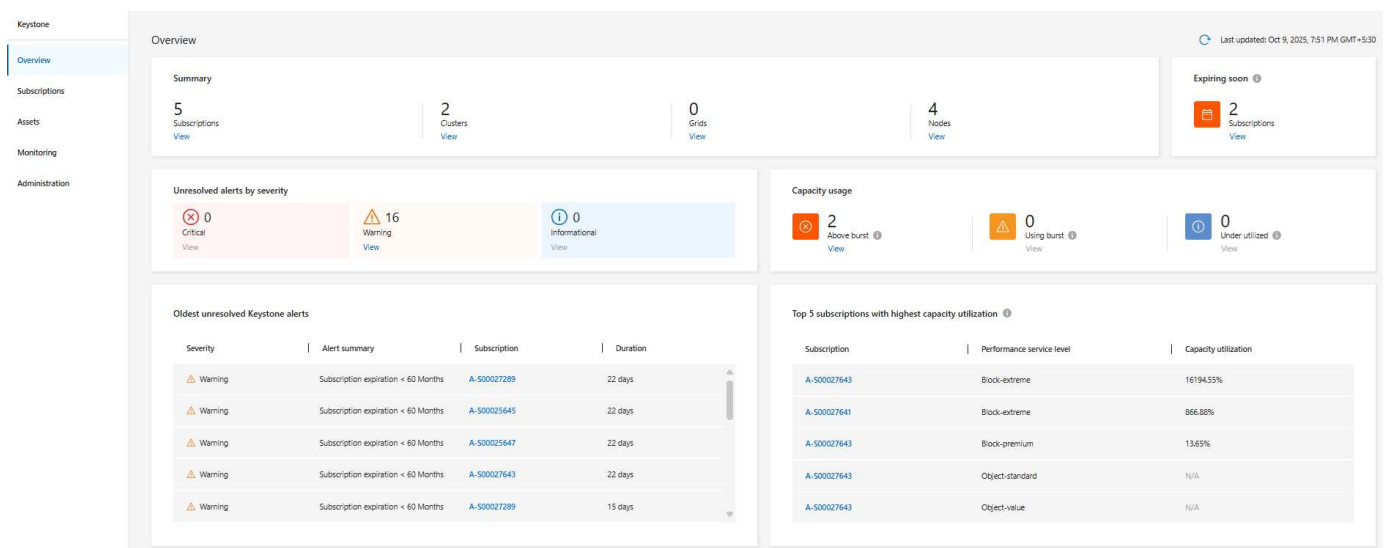 Keystone
Overview
Subscriptions
Assets
Monitoring
Administration
Overview
Last updated: Oct 9, 2025, 7:51 PM GMT+5:30
Summary
5
Subscriptions
View
2
Clusters
View
0
Grids
View
4
Nodes
View
Expiring soon
2
Subscriptions
View
Unresolved alerts by severity
0
Critical
View
16
Warning
View
0
Informational
View
Capacity usage
2
Above burst
View
0
Using burst
View
0
Under utilized
View
Oldest unresolved Keystone alerts
Severity Alert summary Subscription Duration
Warning Subscription expiration < 60 Months A-S00027289 22 days
Warning Subscription expiration < 60 Months A-S00025645 22 days
Warning Subscription expiration < 60 Months A-S00025647 22 days
Warning Subscription expiration < 60 Months A-S00027643 22 days
Warning Subscription expiration < 60 Months A-S00027289 15 days
Top 5 subscriptions with highest capacity utilization
Subscription Performance service level Capacity utilization
A-S00027643 Block-extreme 16194.55%
A-S00027641 Block-extreme 866.88%
A-S00027643 Block-premium 13.65%
A-S00027643 Object-standard N/A
A-S00027643 Object-value N/A